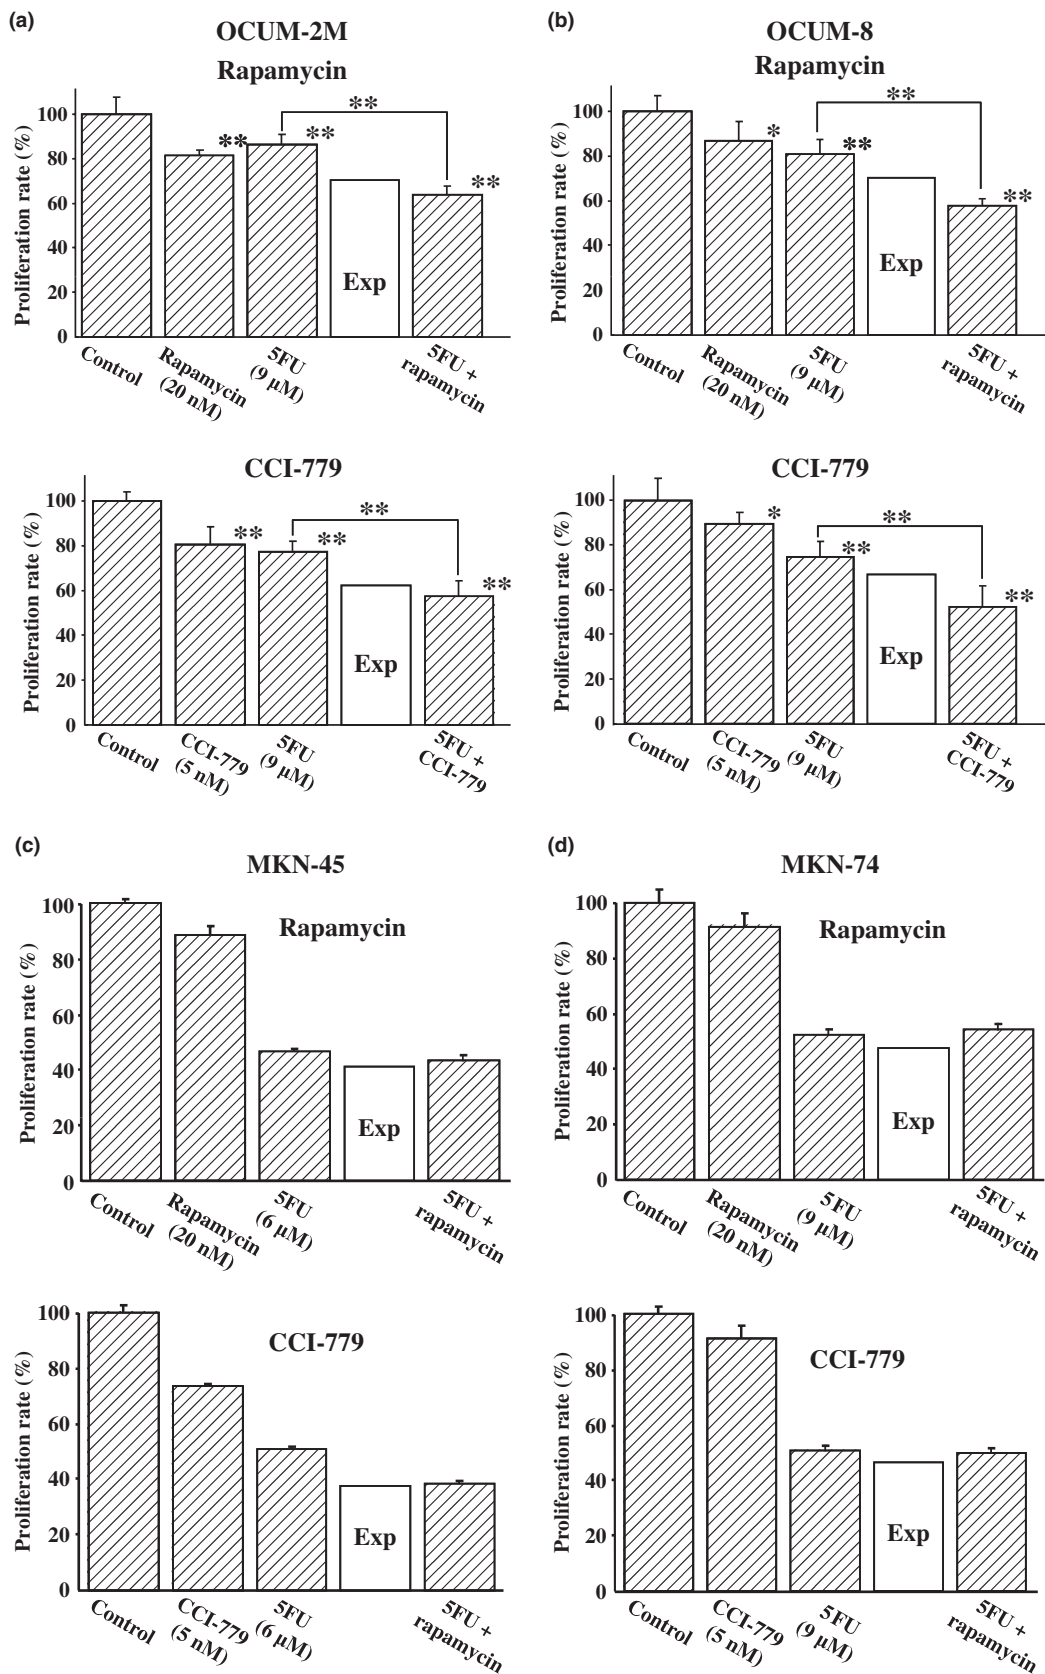 (a)
OCUM-2M
Rapamycin
Proliferation rate (%)
100
80
60
40
20
0
**
**
**
**
Exp
Control
Rapamycin
(20 nM)
5FU
(9 μM)
5FU +
rapamycin
CCI-779
Proliferation rate (%)
100
80
60
40
20
0
**
**
**
**
Exp
Control
CCI-779
(5 nM)
5FU
(9 μM)
5FU +
CCI-779
(b)
OCUM-8
Rapamycin
Proliferation rate (%)
100
80
60
40
20
0
*
**
**
**
Exp
Control
Rapamycin
(20 nM)
5FU
(9 μM)
5FU +
rapamycin
CCI-779
Proliferation rate (%)
100
80
60
40
20
0
*
**
**
**
Exp
Control
CCI-779
(5 nM)
5FU
(9 μM)
5FU +
CCI-779
(c)
MKN-45
Rapamycin
Proliferation rate (%)
100
80
60
40
20
0
Exp
Control
Rapamycin
(20 nM)
5FU
(6 μM)
5FU +
rapamycin
CCI-779
Proliferation rate (%)
100
80
60
40
20
0
Exp
Control
CCI-779
(5 nM)
5FU
(6 μM)
5FU +
rapamycin
(d)
MKN-74
Rapamycin
Proliferation rate (%)
100
80
60
40
20
0
Exp
Control
Rapamycin
(20 nM)
5FU
(9 μM)
5FU +
rapamycin
CCI-779
Proliferation rate (%)
100
80
60
40
20
0
Exp
Control
CCI-779
(5 nM)
5FU
(9 μM)
5FU +
rapamycin